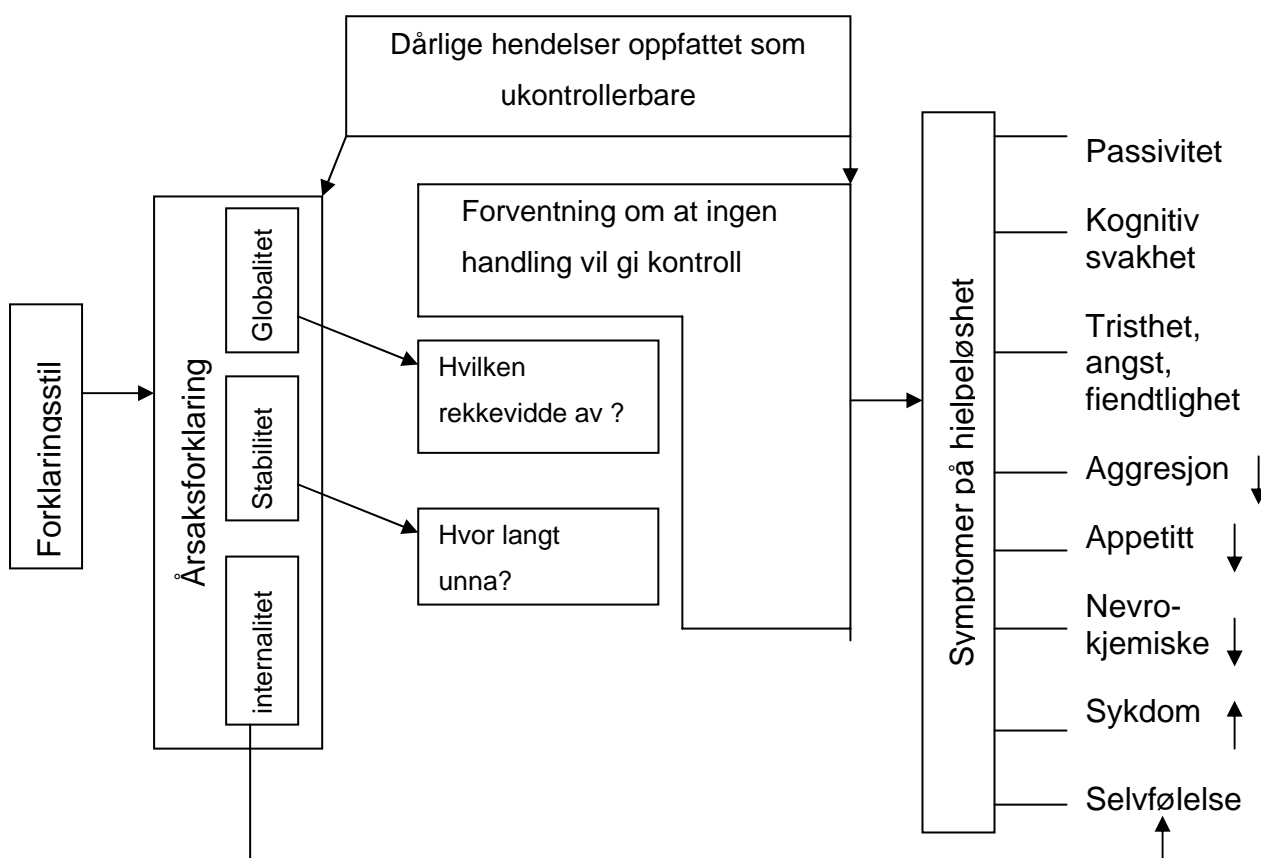 Dårlige hendelser oppfattet som
ukontrollerbare
Forklaringsstil
Årsaksforklaring
Globalitet
Stabilitet
internalitet
Forventning om at ingen
handling vil gi kontroll
Hvilken
rekkevidde av ?
Hvor langt
unna?
Symptomer på hjelpeløshet
Passivitet
Kognitiv
svakhet
Tristhet,
angst,
fiendtlighet
Aggresjon
Appetitt
Nevro-
kjemiske
Sykdom
Selvfølelse